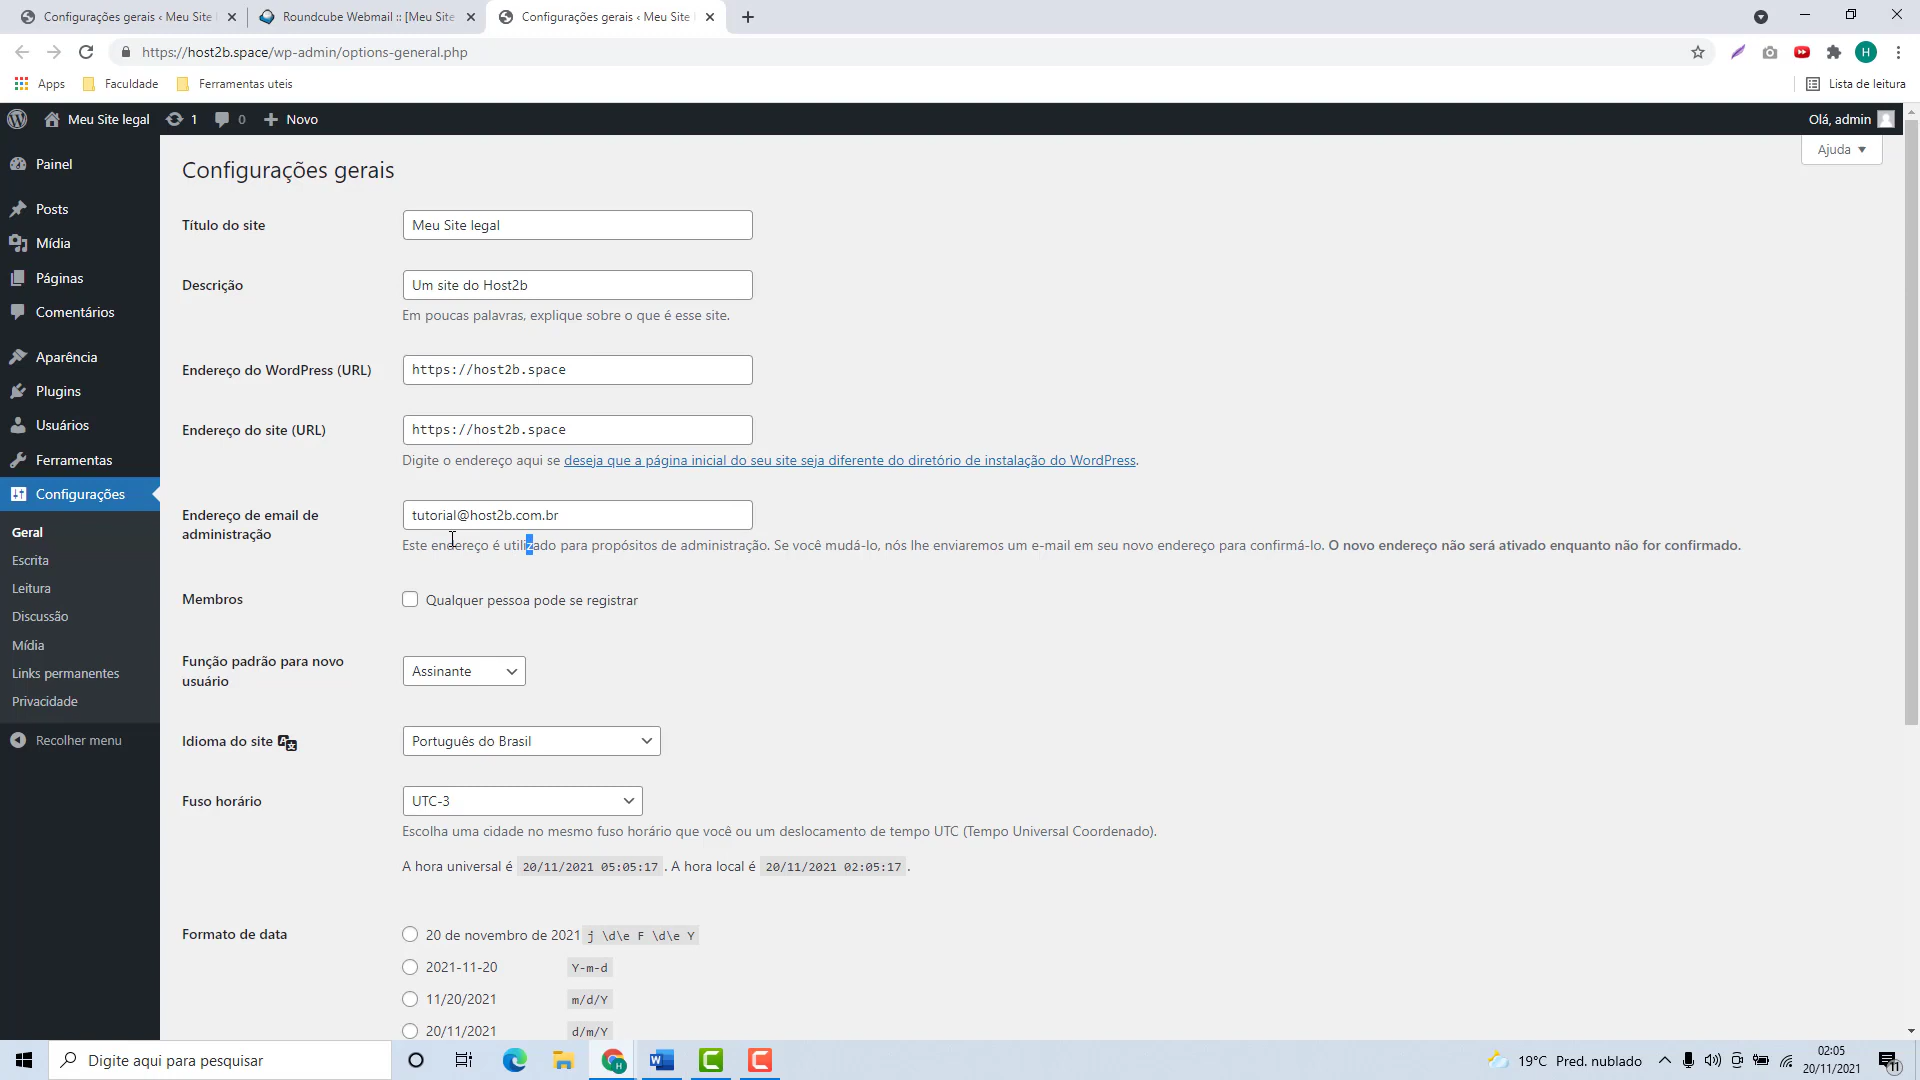 Configurações gerais ‹ Meu Site
Roundcube Webmail :: [Meu Site
Configurações gerais ‹ Meu Site
https://host2b.space/wp-admin/options-general.php
H
Apps
Faculdade
Ferramentas uteis
Lista de leitura
Meu Site legal
1
0
Novo
Olá, admin
Ajuda
Painel
Posts
Mídia
Páginas
Comentários
Aparência
Plugins
Usuários
Ferramentas
Configurações
Geral
Escrita
Leitura
Discussão
Mídia
Links permanentes
Privacidade
Recolher menu
Configurações gerais
Título do site
Meu Site legal
Descrição
Um site do Host2b
Em poucas palavras, explique sobre o que é esse site.
Endereço do WordPress (URL)
https://host2b.space
Endereço do site (URL)
https://host2b.space
Digite o endereço aqui se deseja que a página inicial do seu site seja diferente do diretório de instalação do WordPress.
Endereço de email de
administração
tutorial@host2b.com.br
Este endereço é utilizado para propósitos de administração. Se você mudá-lo, nós lhe enviaremos um e-mail em seu novo endereço para confirmá-lo. O novo endereço não será ativado enquanto não for confirmado.
Membros
Qualquer pessoa pode se registrar
Função padrão para novo
usuário
Assinante
Idioma do site
Português do Brasil
Fuso horário
UTC-3
Escolha uma cidade no mesmo fuso horário que você ou um deslocamento de tempo UTC (Tempo Universal Coordenado).
A hora universal é 20/11/2021 05:05:17. A hora local é 20/11/2021 02:05:17.
Formato de data
20 de novembro de 2021 j \d\e F \d\e Y
2021-11-20 Y-m-d
11/20/2021 m/d/Y
20/11/2021 d/m/Y
Digite aqui para pesquisar
19°C Pred. nublado
02:05
20/11/2021
11